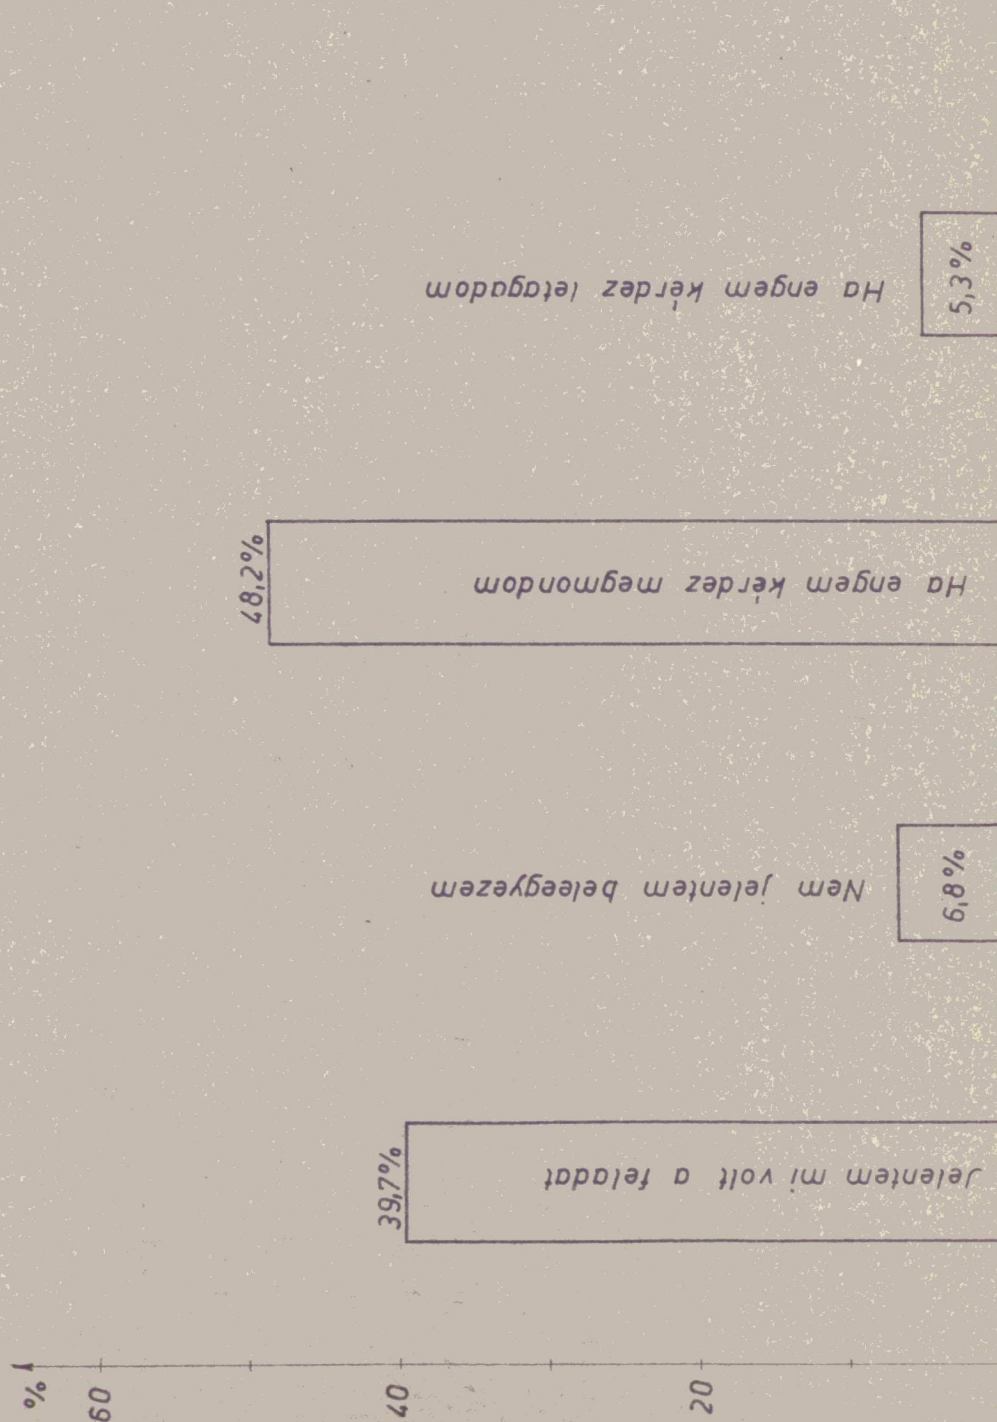 %
60
40
20
39,7%
Jelentem mi volt a feladat
6,8%
Nem jelentem beleegyezem
48,2%
Ha engem kérdez megmondom
5,3%
Ha engem kérdez letagadom